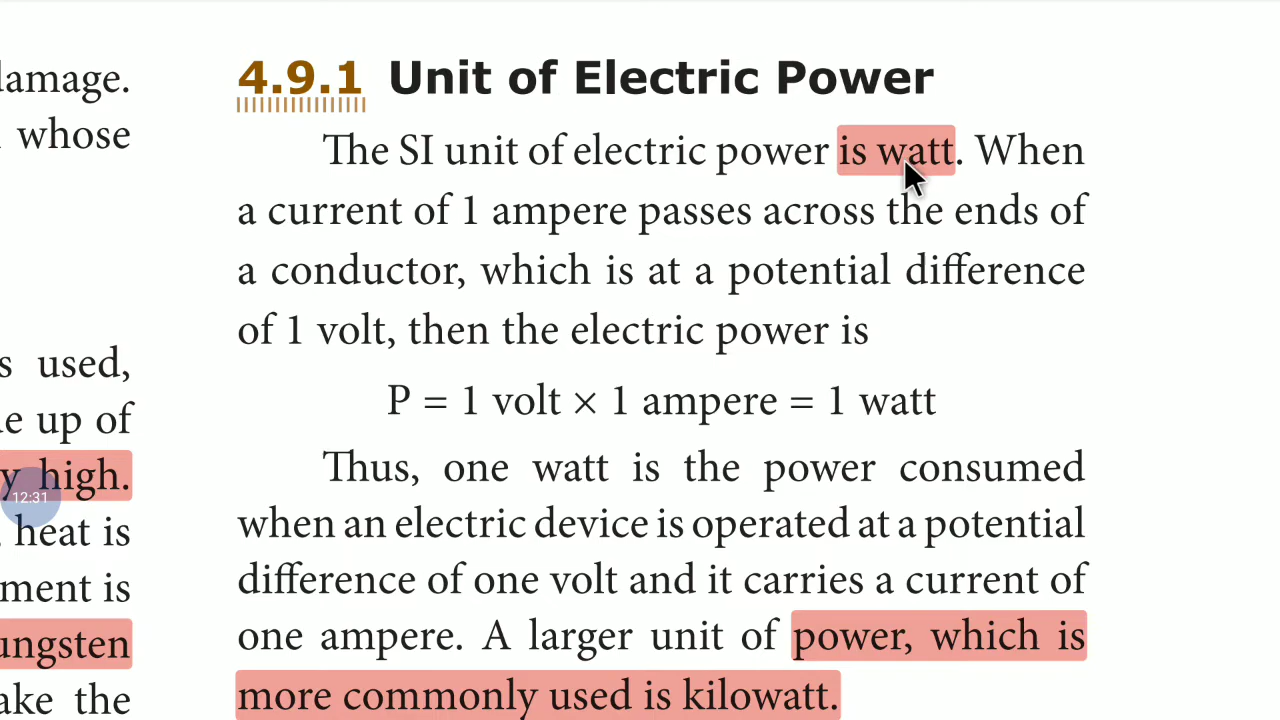 damage.
whose
s used,
e up of
y high.
12:31
heat is
ment is
ungsten
ake the
4.9.1 Unit of Electric Power
The SI unit of electric power is watt. When
a current of 1 ampere passes across the ends of
a conductor, which is at a potential difference
of 1 volt, then the electric power is
P = 1 volt × 1 ampere = 1 watt
Thus, one watt is the power consumed
when an electric device is operated at a potential
difference of one volt and it carries a current of
one ampere. A larger unit of power, which is
more commonly used is kilowatt.